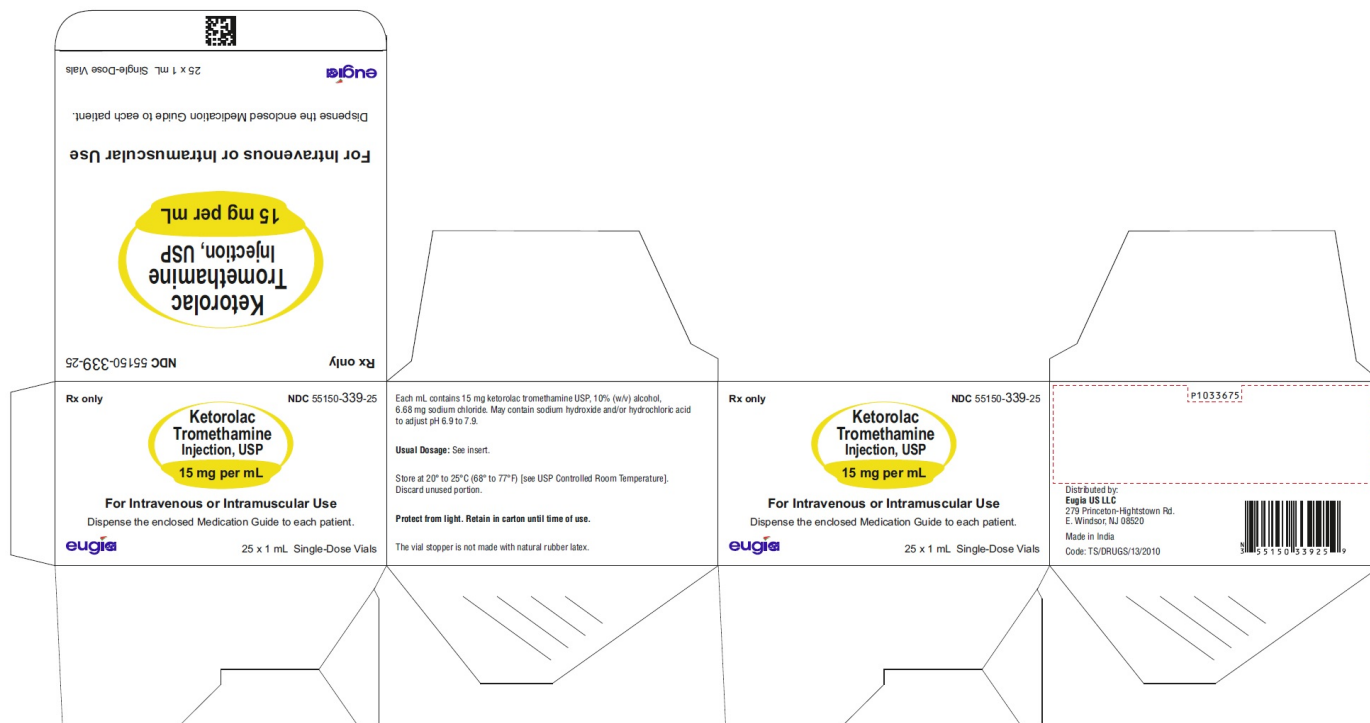 25 x 1 mL Single-Dose Vials
eugia
Dispense the enclosed Medication Guide to each patient.
For Intravenous or Intramuscular Use
15 mg per mL
Injection, USP
Tromethamine
Ketorolac
NDC 55150-339-25
Rx only
Rx only
NDC 55150-339-25
Ketorolac
Tromethamine
Injection, USP
15 mg per mL
For Intravenous or Intramuscular Use
Dispense the enclosed Medication Guide to each patient.
eugia
25 x 1 mL Single-Dose Vials
Each mL contains 15 mg ketorolac tromethamine USP, 10% (w/v) alcohol,
6.68 mg sodium chloride. May contain sodium hydroxide and/or hydrochloric acid
to adjust pH 6.9 to 7.9.
Usual Dosage: See insert.
Store at 20° to 25°C (68° to 77°F) [see USP Controlled Room Temperature].
Discard unused portion.
Protect from light. Retain in carton until time of use.
The vial stopper is not made with natural rubber latex.
Rx only
NDC 55150-339-25
Ketorolac
Tromethamine
Injection, USP
15 mg per mL
For Intravenous or Intramuscular Use
Dispense the enclosed Medication Guide to each patient.
eugia
25 x 1 mL Single-Dose Vials
P1033675
Distributed by:
Eugia US LLC
279 Princeton-Hightstown Rd.
E. Windsor, NJ 08520
Made in India
Code: TS/DRUGS/13/2010
N
3 55150 33925 9